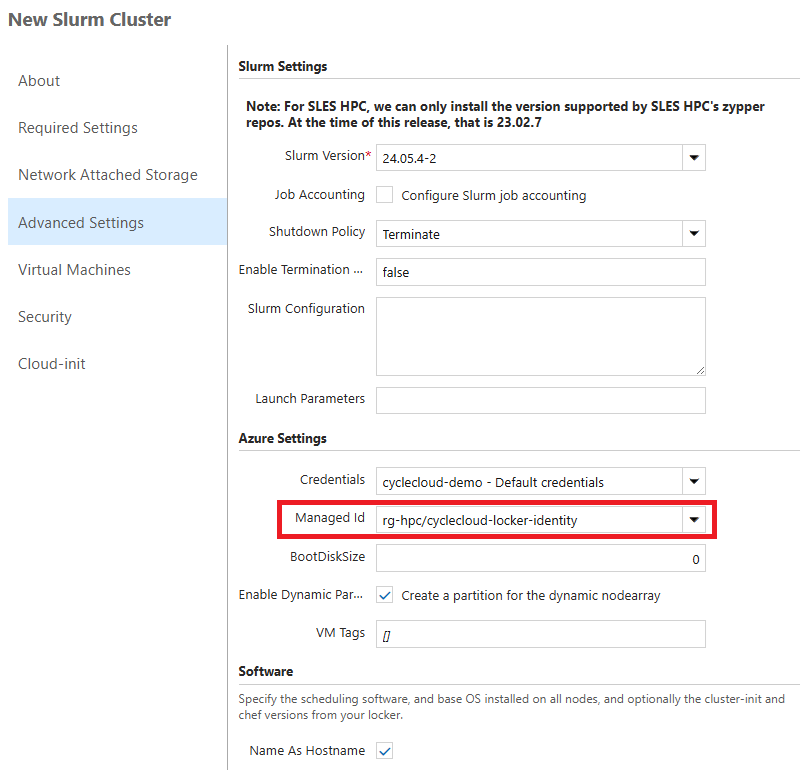 New Slurm Cluster
About
Required Settings
Network Attached Storage
Advanced Settings
Virtual Machines
Security
Cloud-init
Slurm Settings
Note: For SLES HPC, we can only install the version supported by SLES HPC's zypper
repos. At the time of this release, that is 23.02.7
Slurm Version* 24.05.4-2
Job Accounting Configure Slurm job accounting
Shutdown Policy Terminate
Enable Termination ... false
Slurm Configuration
Launch Parameters
Azure Settings
Credentials cyclecloud-demo - Default credentials
Managed Id rg-hpc/cyclecloud-locker-identity
BootDiskSize 0
Enable Dynamic Par... Create a partition for the dynamic nodearray
VM Tags []
Software
Specify the scheduling software, and base OS installed on all nodes, and optionally the cluster-init and
chef versions from your locker.
Name As Hostname